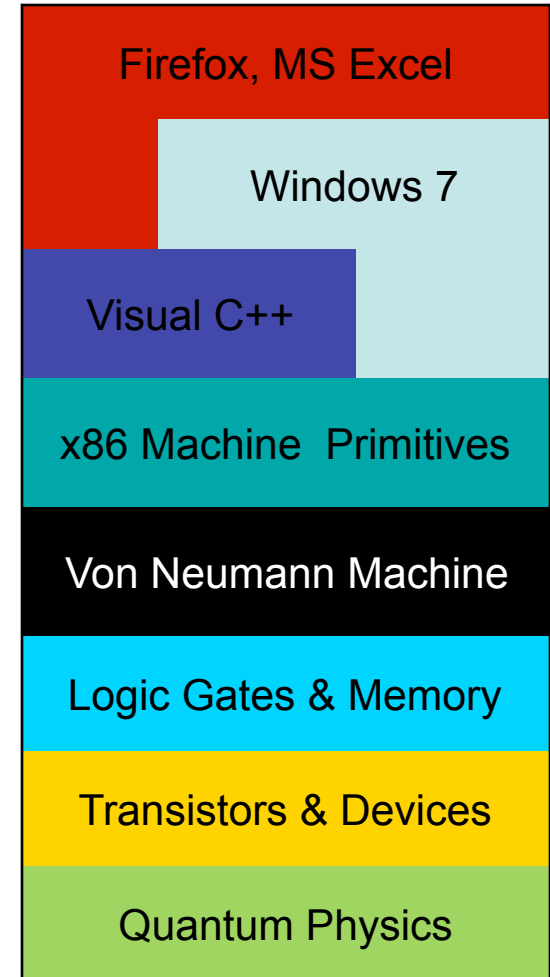 Firefox, MS Excel
Windows 7
Visual C++
x86 Machine  Primitives
Von Neumann Machine
Logic Gates & Memory
Transistors & Devices
Quantum Physics